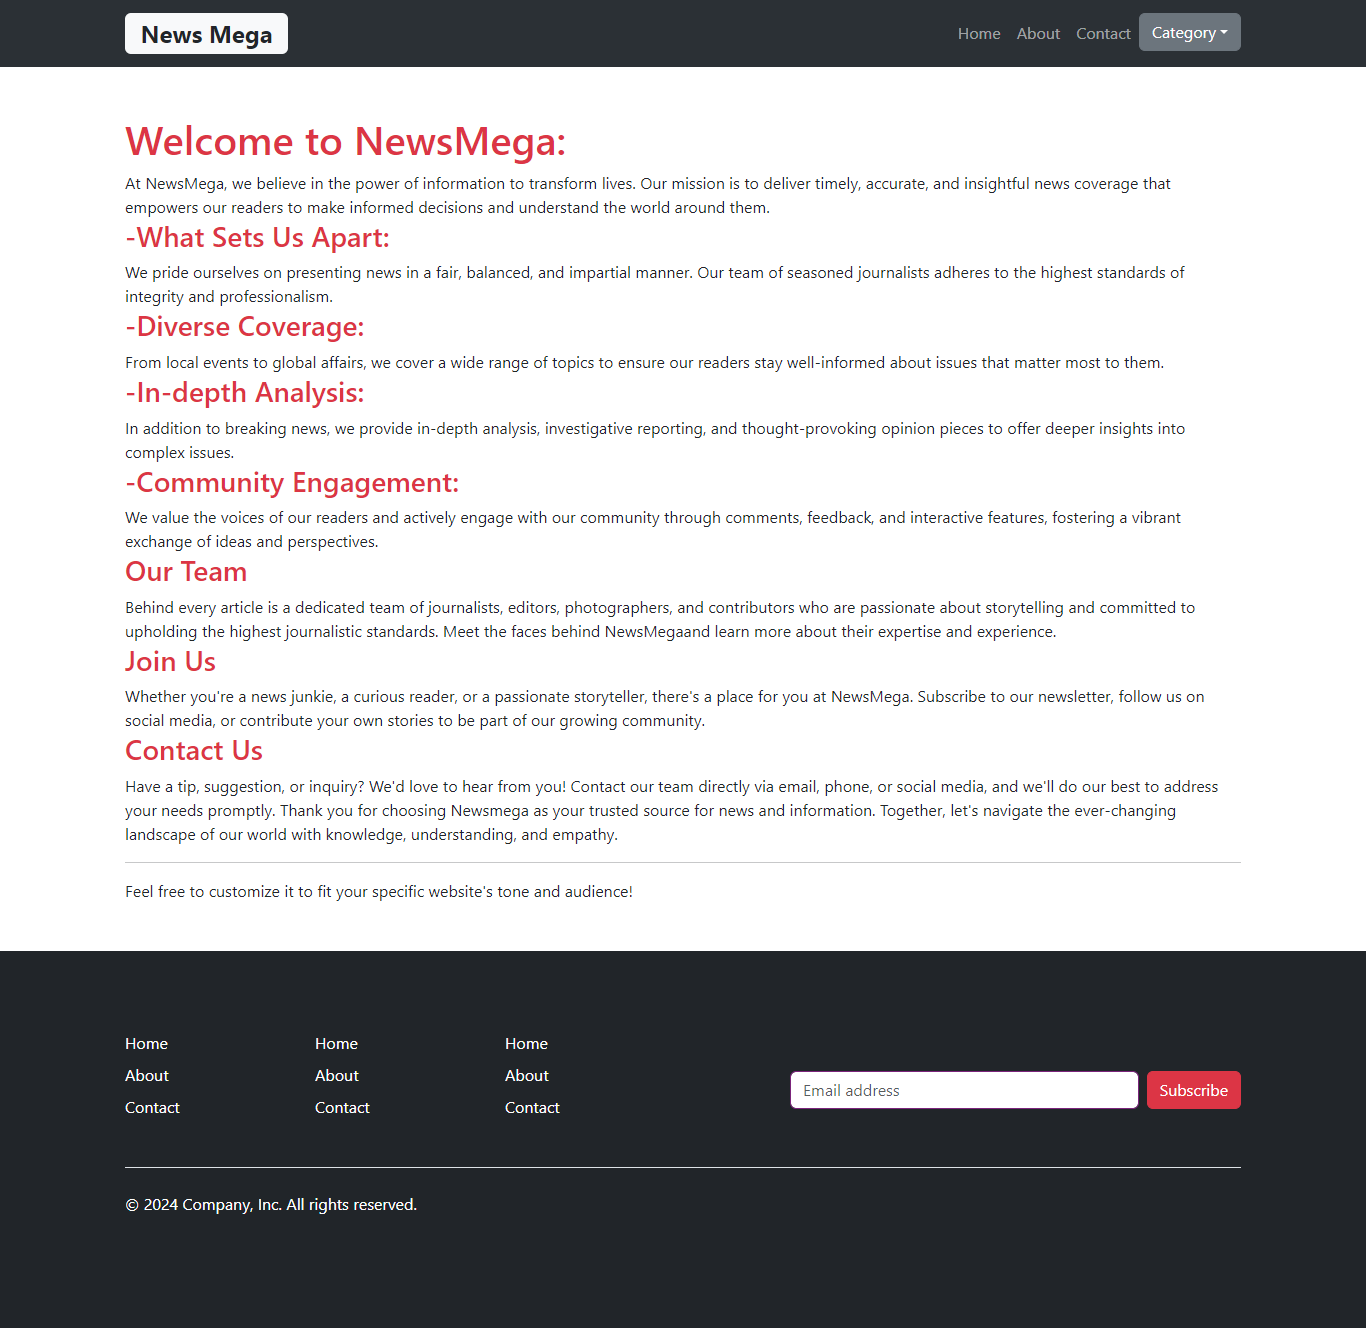 News Mega
Home About Contact Category
Welcome to NewsMega:
At NewsMega, we believe in the power of information to transform lives. Our mission is to deliver timely, accurate, and insightful news coverage that
empowers our readers to make informed decisions and understand the world around them.
-What Sets Us Apart:
We pride ourselves on presenting news in a fair, balanced, and impartial manner. Our team of seasoned journalists adheres to the highest standards of
integrity and professionalism.
-Diverse Coverage:
From local events to global affairs, we cover a wide range of topics to ensure our readers stay well-informed about issues that matter most to them.
-In-depth Analysis:
In addition to breaking news, we provide in-depth analysis, investigative reporting, and thought-provoking opinion pieces to offer deeper insights into
complex issues.
-Community Engagement:
We value the voices of our readers and actively engage with our community through comments, feedback, and interactive features, fostering a vibrant
exchange of ideas and perspectives.
Our Team
Behind every article is a dedicated team of journalists, editors, photographers, and contributors who are passionate about storytelling and committed to
upholding the highest journalistic standards. Meet the faces behind NewsMegaand learn more about their expertise and experience.
Join Us
Whether you're a news junkie, a curious reader, or a passionate storyteller, there's a place for you at NewsMega. Subscribe to our newsletter, follow us on
social media, or contribute your own stories to be part of our growing community.
Contact Us
Have a tip, suggestion, or inquiry? We'd love to hear from you! Contact our team directly via email, phone, or social media, and we'll do our best to address
your needs promptly. Thank you for choosing Newsmega as your trusted source for news and information. Together, let's navigate the ever-changing
landscape of our world with knowledge, understanding, and empathy.
Feel free to customize it to fit your specific website's tone and audience!
Home Home Home
About About About
Contact Contact Contact
Email address Subscribe
© 2024 Company, Inc. All rights reserved.